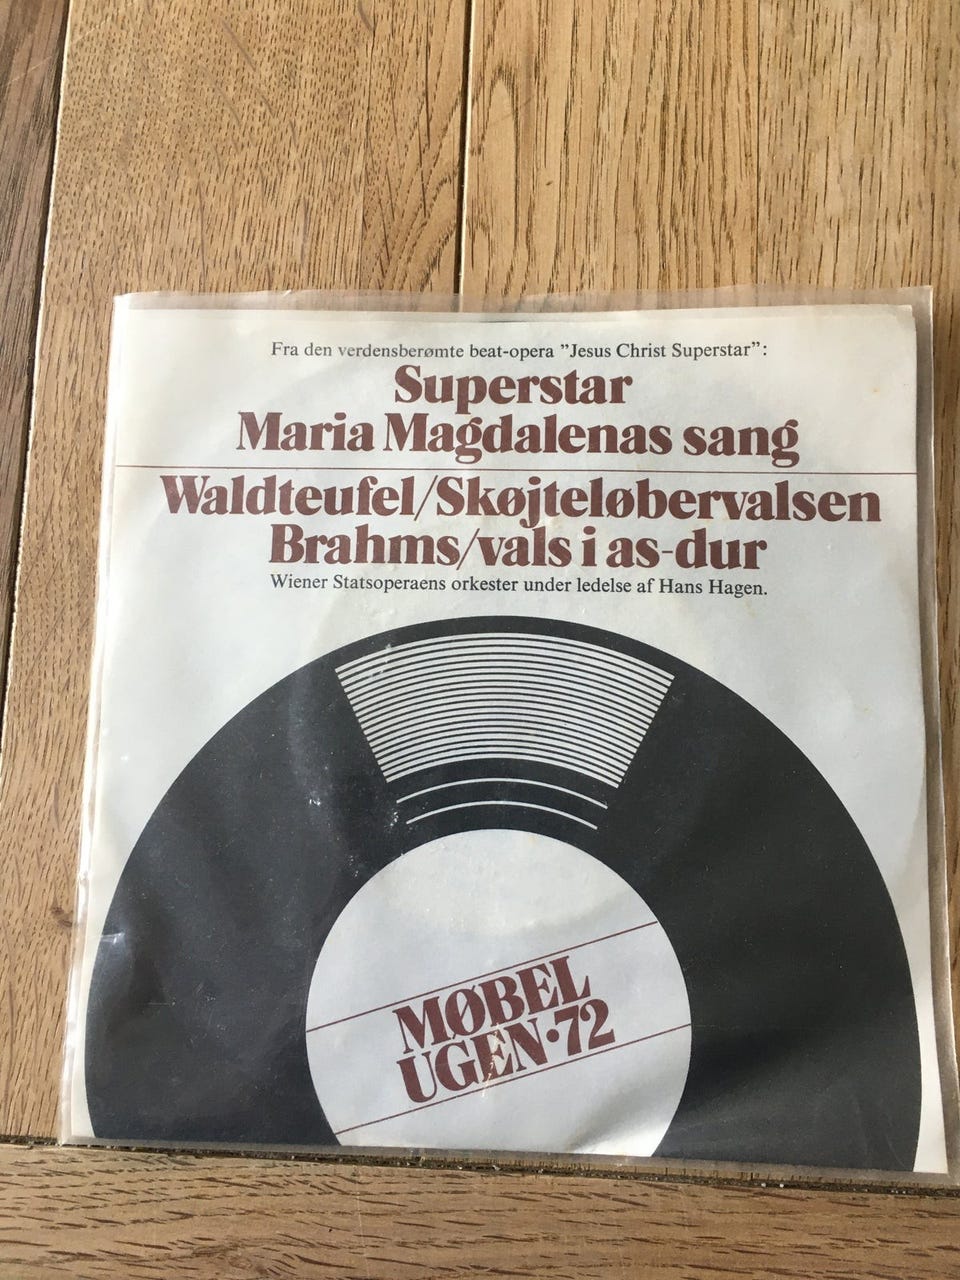 Fra den verdensberømte beat-opera ”Jesus Christ Superstar”:
Superstar
Maria Magdalenas sang
Waldteufel/Skøjteløbervalsen
Brahms/vals i as-dur
Wiener Statsoperaens orkester under ledelse af Hans Hagen.
MØBEL
UGEN·72